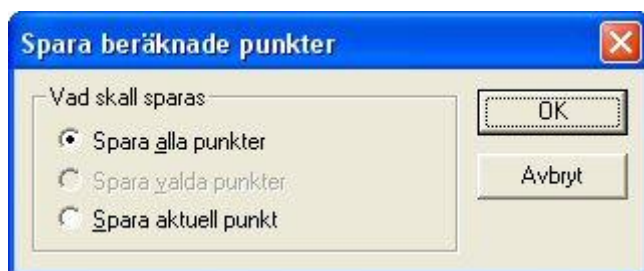 Spara beräknade punkter
Vad skall sparas
Spara alla punkter
Spara valda punkter
Spara aktuell punkt
OK
Avbryt